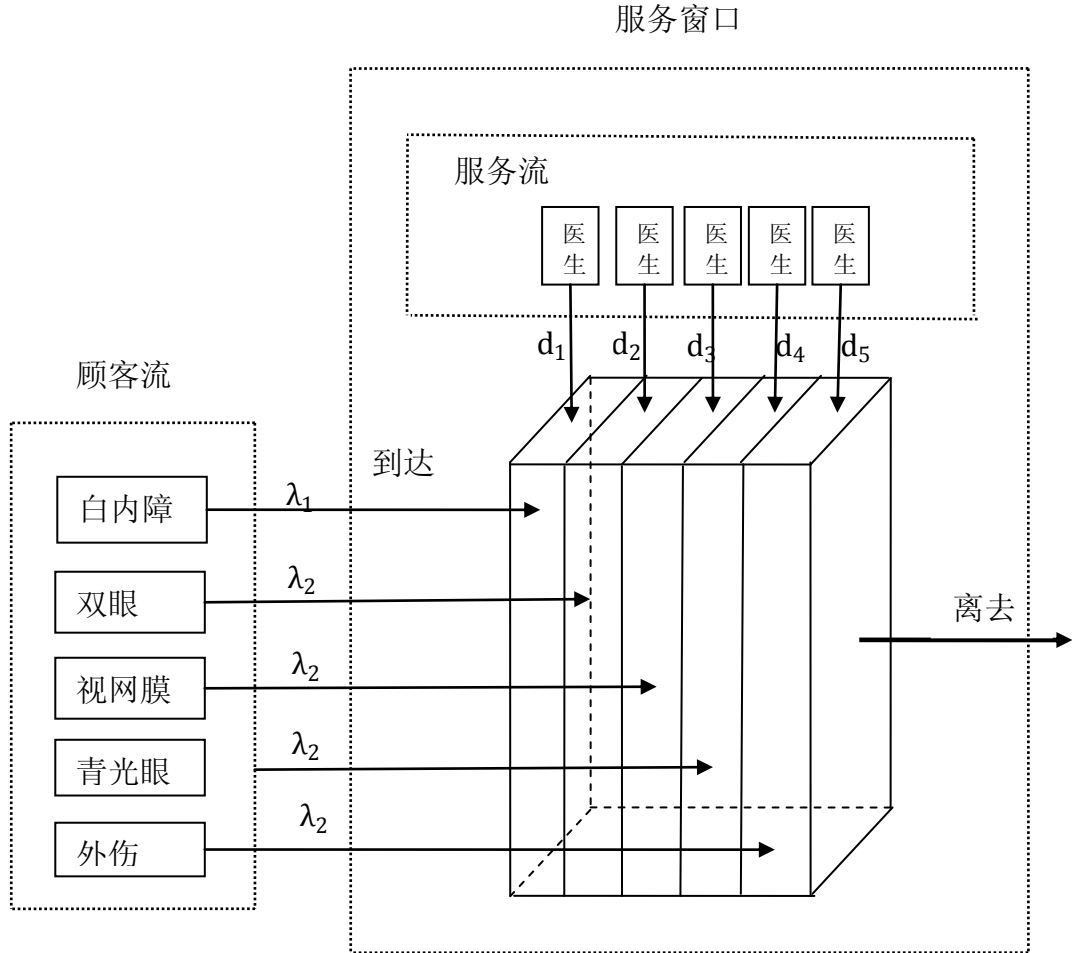 服务窗口
服务流
医生
医生
医生
医生
医生
d₁
d₂
d₃
d₄
d₅
顾客流
到达
白内障
λ₁
双眼
λ₂
离去
视网膜
λ₂
青光眼
λ₂
外伤
λ₂